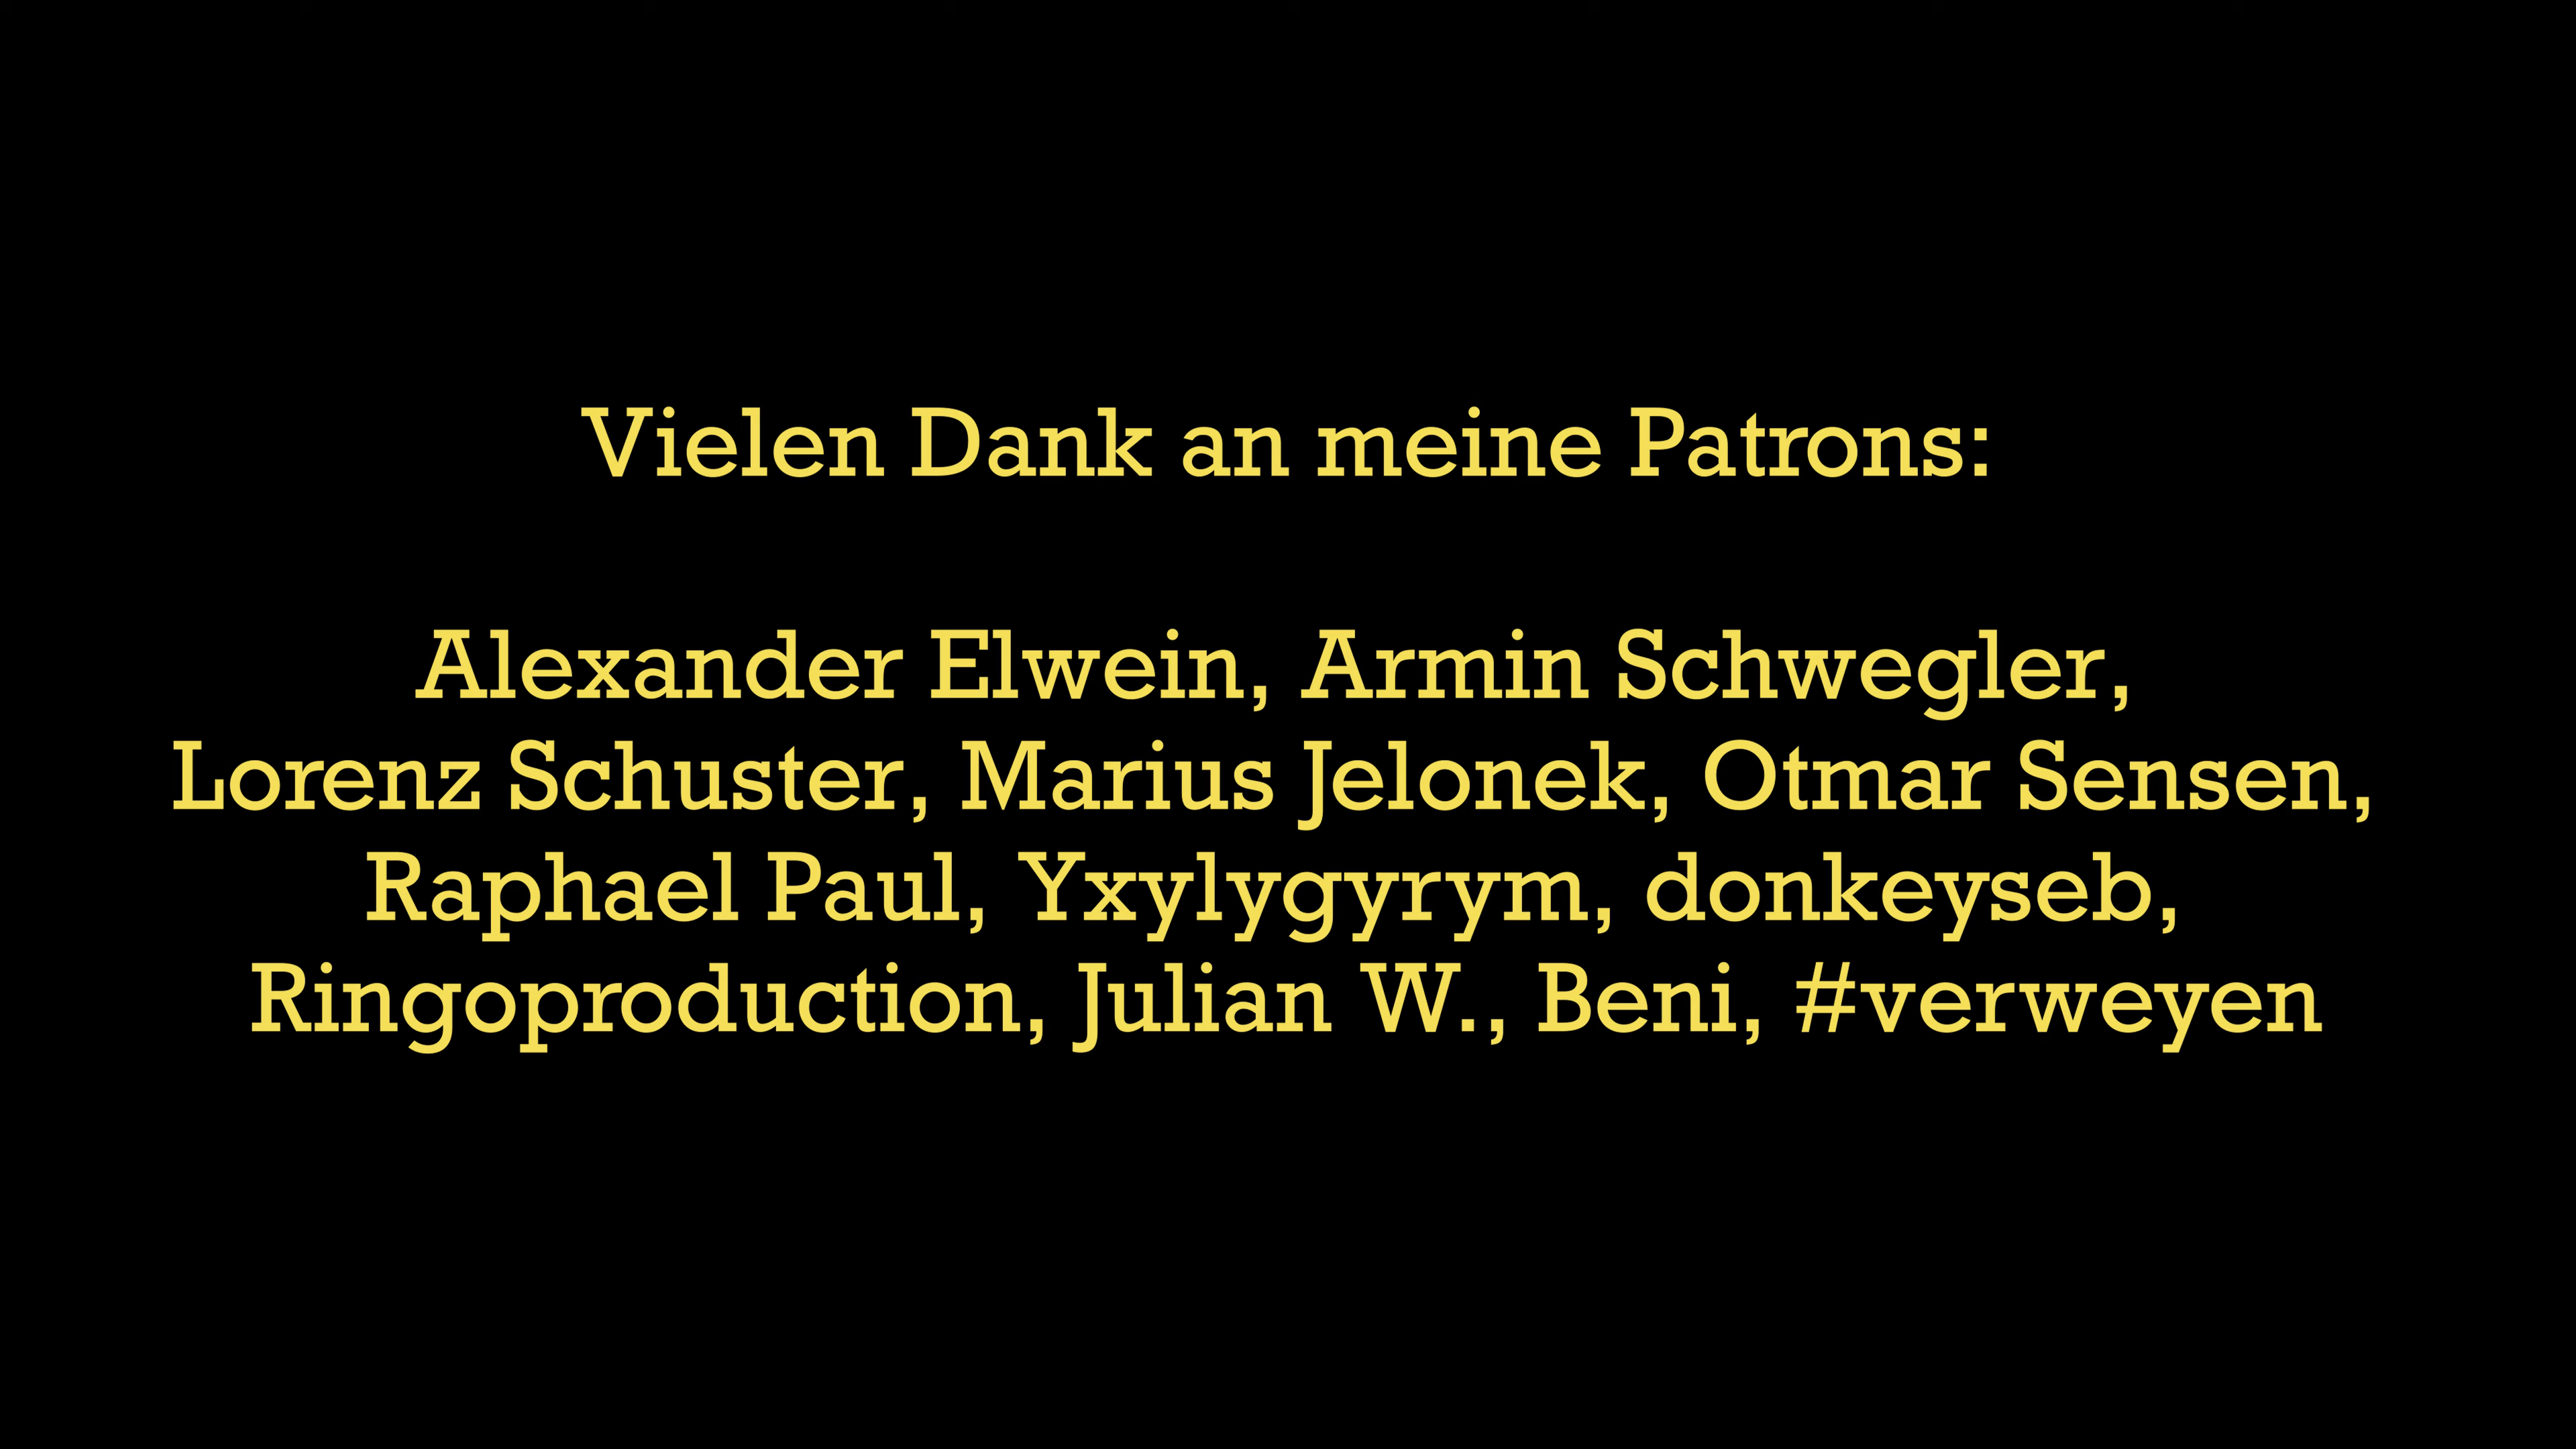 Vielen Dank an meine Patrons:
Alexander Elwein, Armin Schwegler,
Lorenz Schuster, Marius Jelonek, Otmar Sensen,
Raphael Paul, Yxylygyrym, donkeyseb,
Ringoproduction, Julian W., Beni, #verweyen